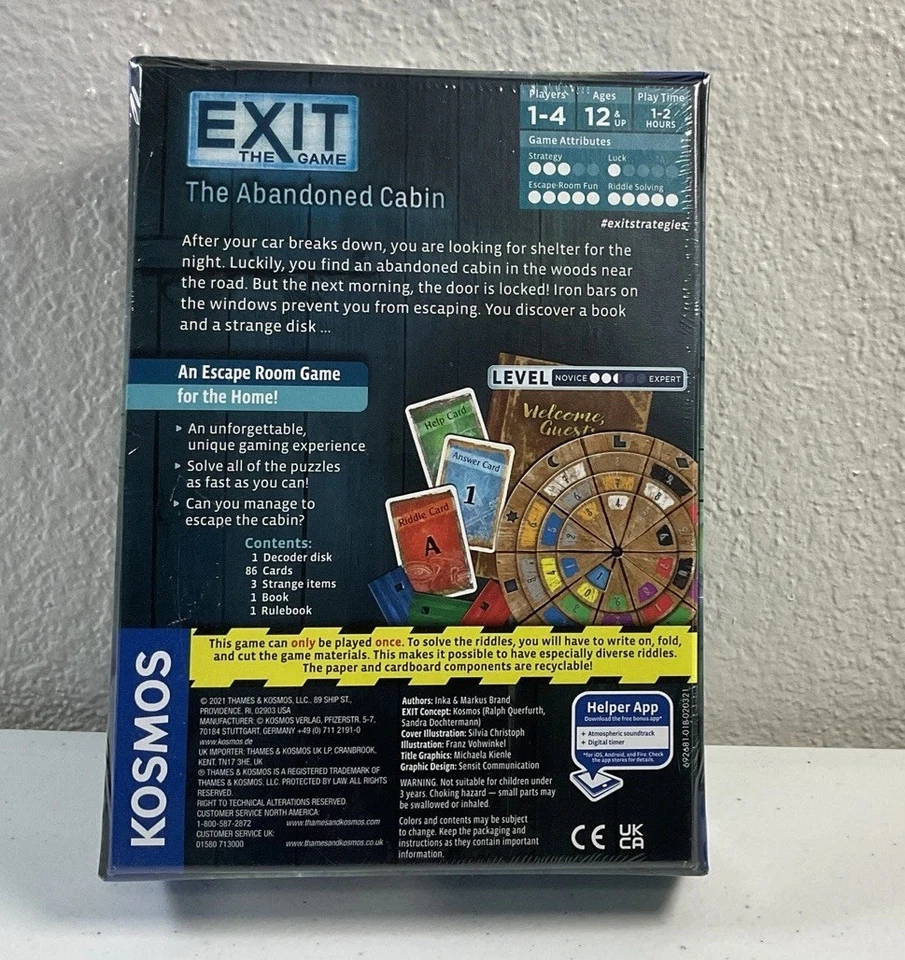 EXIT
THE GAME
The Abandoned Cabin
Players
1-4
Ages
12 & UP
Play Time
1-2
HOURS
Game Attributes
Strategy
Luck
Escape-Room Fun
Riddle Solving
#exitstrategies
After your car breaks down, you are looking for shelter for the
night. Luckily, you find an abandoned cabin in the woods near
the road. But the next morning, the door is locked! Iron bars on
the windows prevent you from escaping. You discover a book
and a strange disk ...
An Escape Room Game
for the Home!
An unforgettable,
unique gaming experience
Solve all of the puzzles
as fast as you can!
Can you manage to
escape the cabin?
Contents:
1 Decoder disk
86 Cards
3 Strange items
1 Book
1 Rulebook
LEVEL NOVICE EXPERT
Welcome,
Guest
Help Card
Answer Card
1
Riddle Card
A
This game can only be played once. To solve the riddles, you will have to write on, fold,
and cut the game materials. This makes it possible to have especially diverse riddles.
The paper and cardboard components are recyclable!
KOSMOS
© 2021 THAMES & KOSMOS, LLC., 89 SHIP ST.,
PROVIDENCE, RI, 02903 USA
MANUFACTURER: © KOSMOS VERLAG, PFIZERSTR. 5-7,
70184 STUTTGART, GERMANY +49 (0) 711 2191-0
www.kosmos.de
UK IMPORTER: THAMES & KOSMOS UK LP, CRANBROOK,
KENT, TN17 3HE, UK
® THAMES & KOSMOS IS A REGISTERED TRADEMARK OF
THAMES & KOSMOS, LLC. PROTECTED BY LAW. ALL RIGHTS
RESERVED.
RIGHT TO TECHNICAL ALTERATIONS RESERVED.
CUSTOMER SERVICE NORTH AMERICA:
1-800-587-2872 www.thamesandkosmos.com
CUSTOMER SERVICE UK:
01580 713000 www.thamesandkosmos.co.uk
Authors: Inka & Markus Brand
EXIT Concept: Kosmos (Ralph Querfurth,
Sandra Dochtermann)
Cover Illustration: Silvia Christoph
Illustration: Franz Vohwinkel
Title Graphics: Michaela Kienle
Graphic Design: Sensit Communication
WARNING. Not suitable for children under
3 years. Choking hazard — small parts may
be swallowed or inhaled.
Colors and contents may be subject
to change. Keep the packaging and
instructions as they contain important
information.
Helper App
Download the free bonus app*
+ Atmospheric soundtrack
+ Digital timer
*for iOS, Android, and Fire. Check
the app stores for details.
CE UK
CA
692681-01B-020321